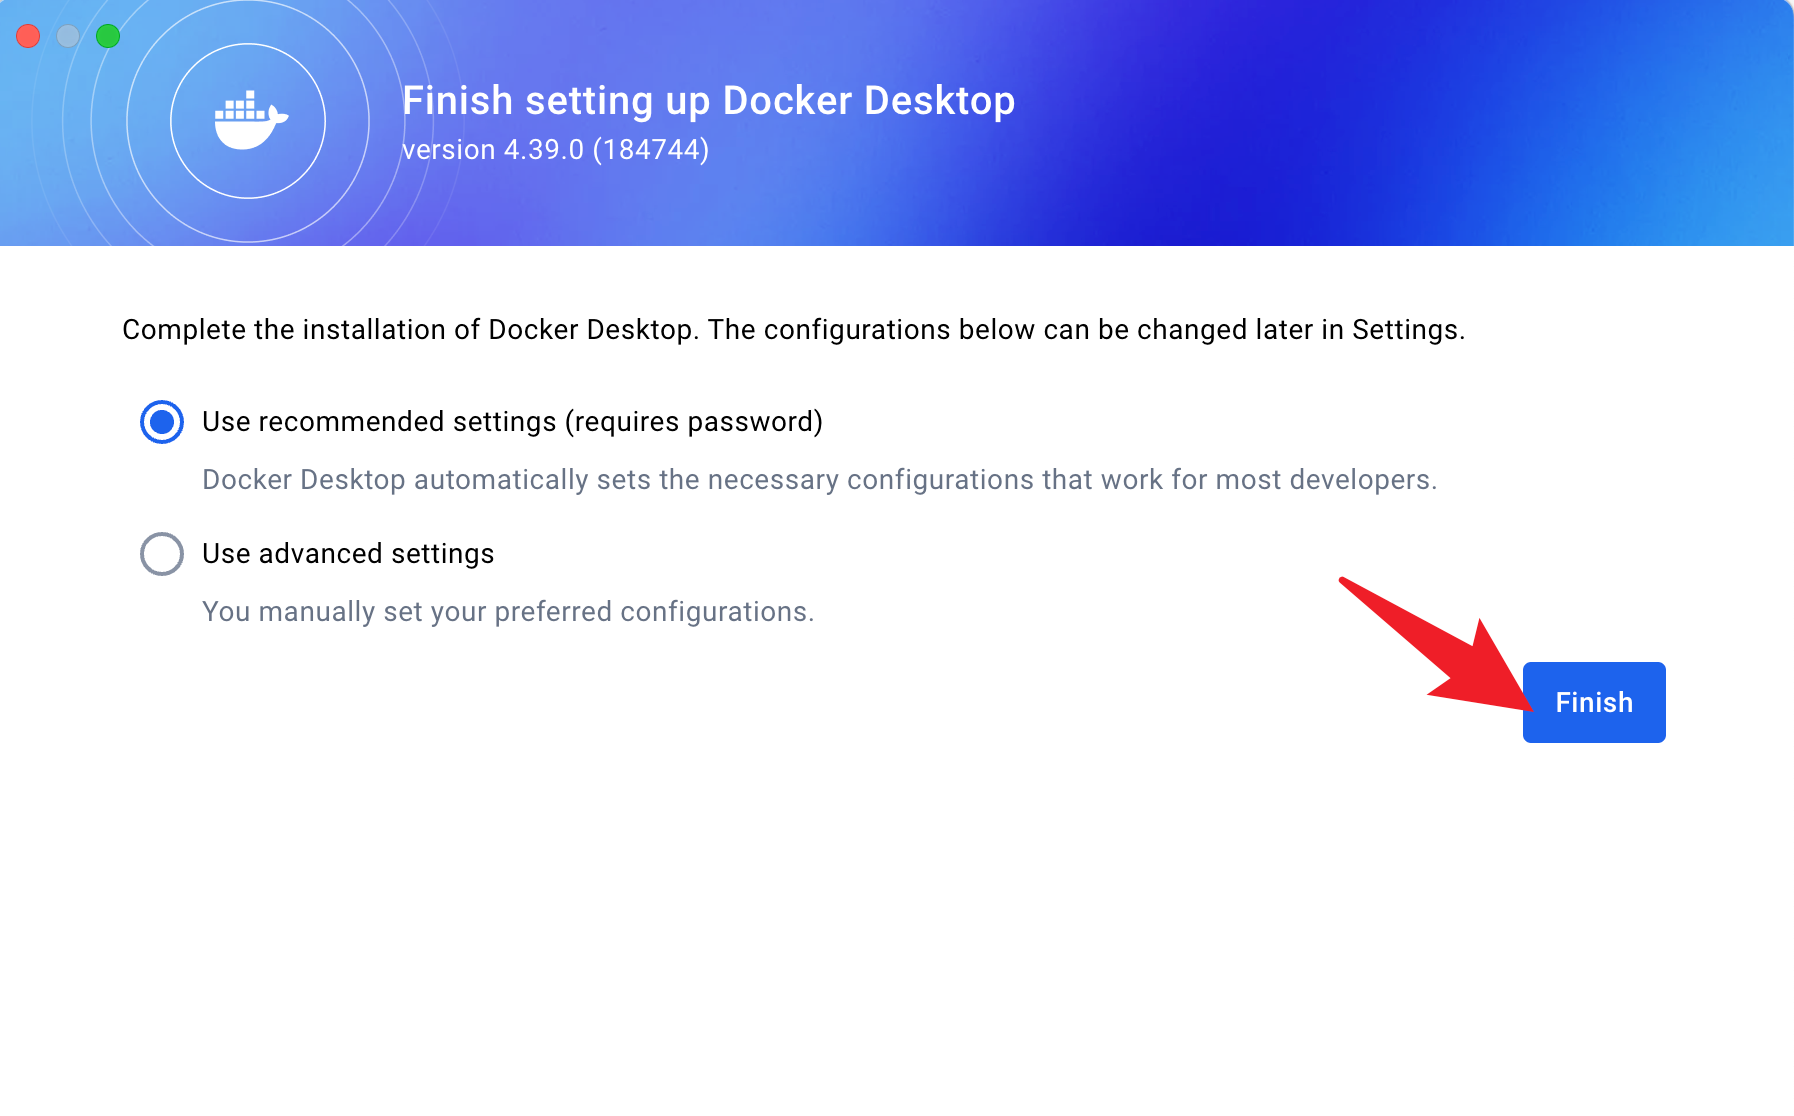 Finish setting up Docker Desktop
version 4.39.0 (184744)
Complete the installation of Docker Desktop. The configurations below can be changed later in Settings.
Use recommended settings (requires password)
Docker Desktop automatically sets the necessary configurations that work for most developers.
Use advanced settings
You manually set your preferred configurations.
Finish